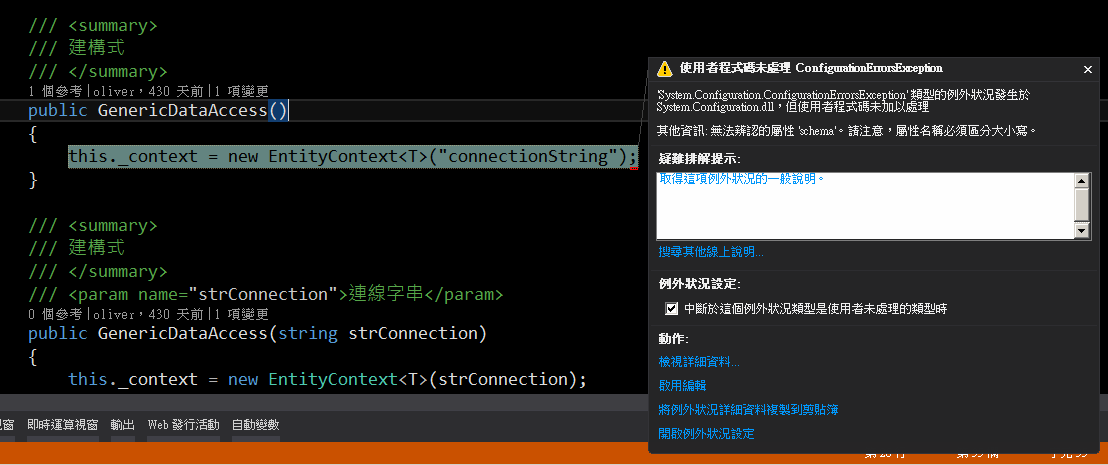 /// <summary>
/// 建構式
/// </summary>
1 個參考|oliver，430 天前|1 項變更
public GenericDataAccess()
{
this._context = new EntityContext<T>("connectionString");
}
/// <summary>
/// 建構式
/// </summary>
/// <param name="strConnection">連線字串</param>
0 個參考|oliver，430 天前|1 項變更
public GenericDataAccess(string strConnection)
{
this._context = new EntityContext<T>(strConnection);
使用者程式碼未處理 ConfigurationErrorsException
'System.Configuration.ConfigurationErrorsException' 類型的例外狀況發生於
System.Configuration.dll，但使用者程式碼未加以處理
其他資訊: 無法辨認的屬性 'schema'。請注意，屬性名稱必須區分大小寫。
疑難排解提示:
取得這項例外狀況的一般說明。
搜尋其他線上說明...
例外狀況設定:
中斷於這個例外狀況類型是使用者未處理的類型時
動作:
檢視詳細資料...
啟用編輯
將例外狀況詳細資料複製到剪貼簿
開啟例外狀況設定
視窗 即時運算視窗 輸出 Web 發行活動 自動變數